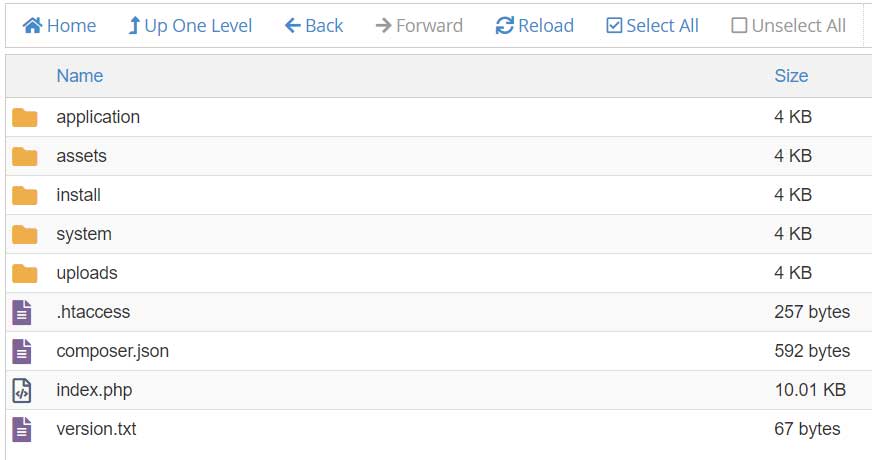 Home Up One Level Back Forward Reload Select All Unselect All
Name Size
application 4 KB
assets 4 KB
install 4 KB
system 4 KB
uploads 4 KB
.htaccess 257 bytes
composer.json 592 bytes
index.php 10.01 KB
version.txt 67 bytes